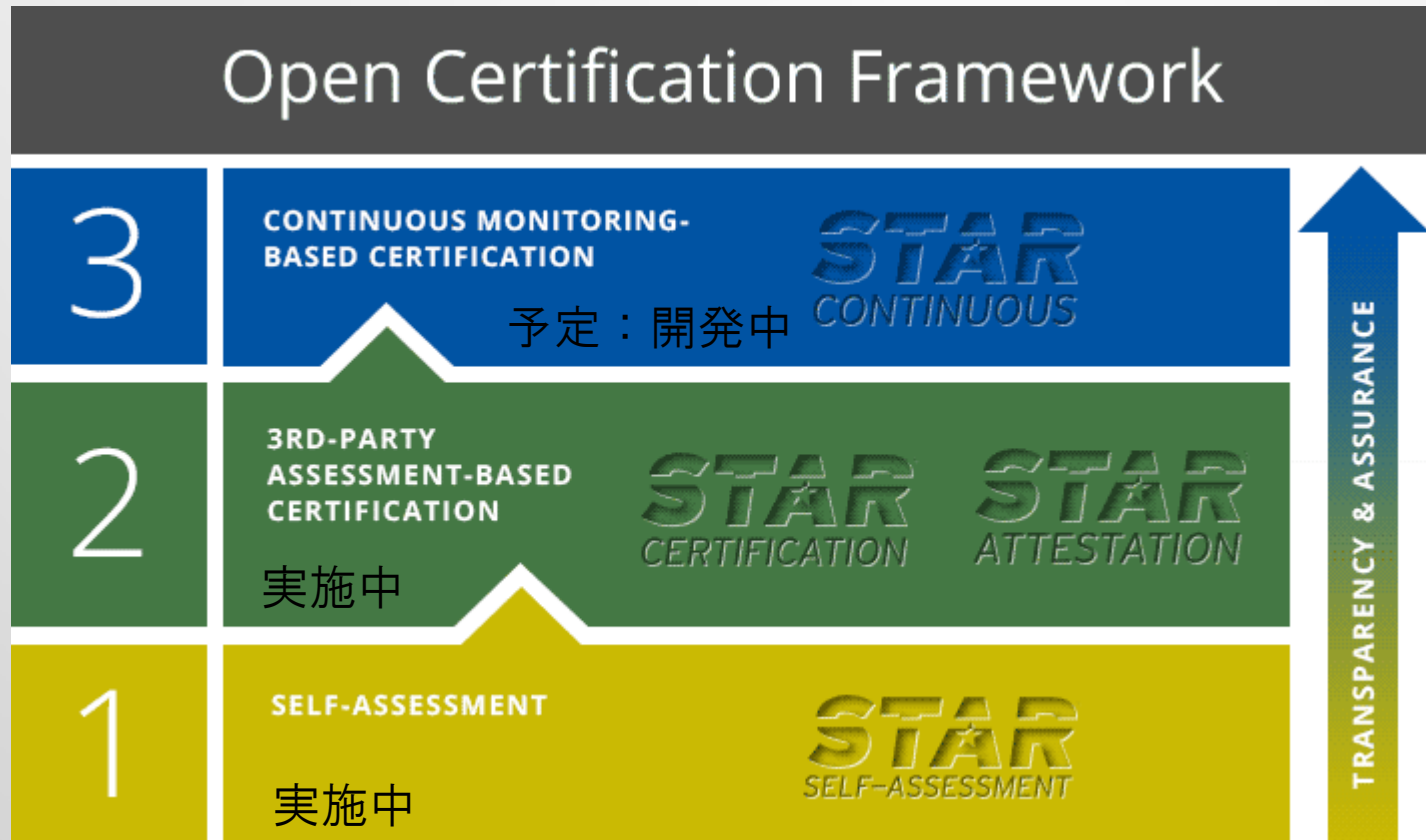 Open Certification Framework
3
CONTINUOUS MONITORING-
BASED CERTIFICATION
STAR
CONTINUOUS
予定：開発中
2
3RD-PARTY
ASSESSMENT-BASED
CERTIFICATION
STAR
CERTIFICATION
STAR
ATTESTATION
実施中
1
SELF-ASSESSMENT
STAR
SELF-ASSESSMENT
実施中
TRANSPARENCY & ASSURANCE